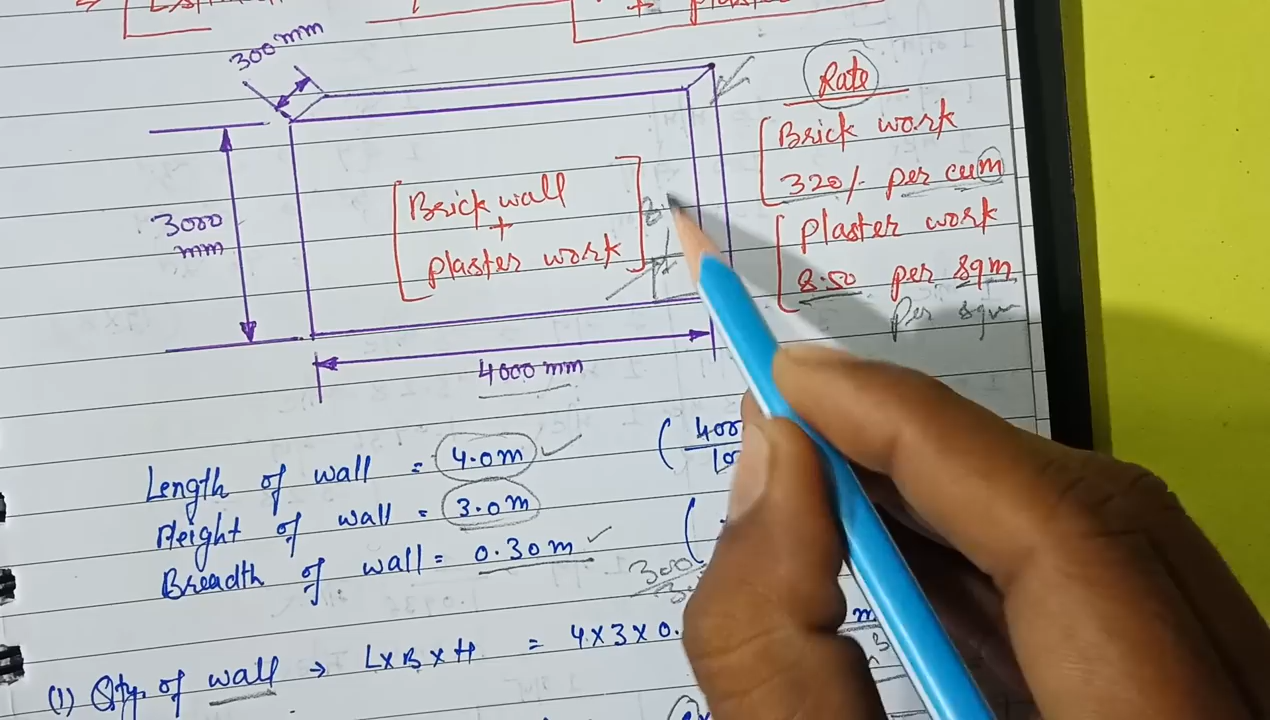 300 mm
Rate
Brick work
320/- per cum
Plaster work
8.50 per sqm
Per sqm
3000
mm
Brick wall
+
plaster work
4000 mm
Length of wall = 4.0m
Height of wall = 3.0m
Breadth of wall = 0.30m
300
(1) Qty. of wall → L×B×H = 4×3×0.